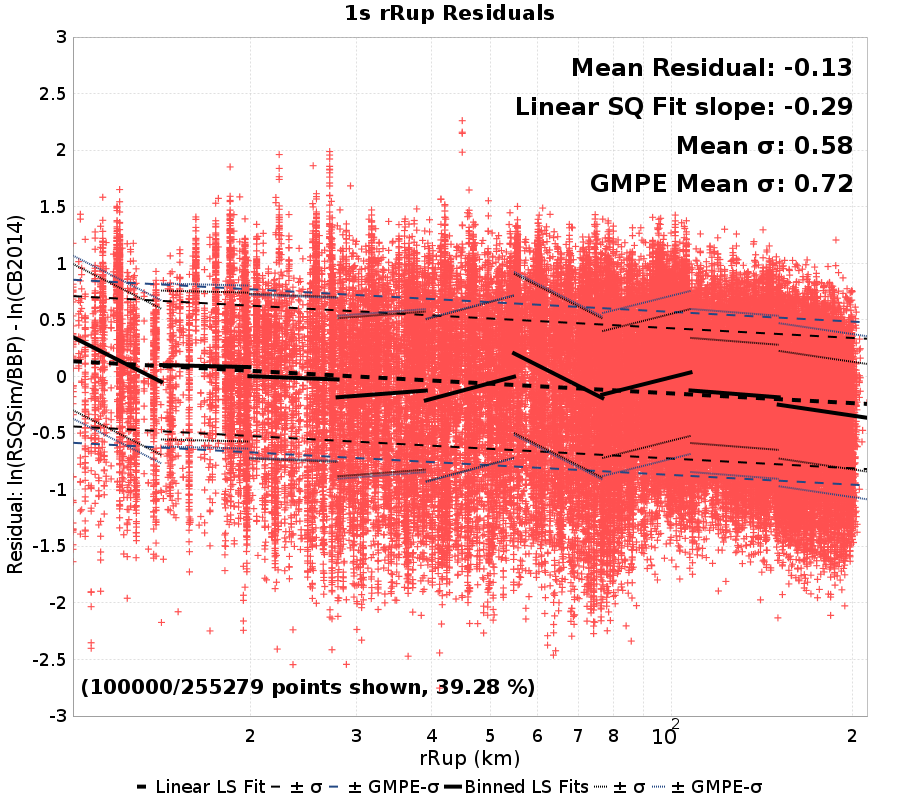 1s rRup Residuals
Mean Residual: -0.13
Linear SQ Fit slope: -0.29
Mean σ: 0.58
GMPE Mean σ: 0.72
3
2.5
2
1.5
1
0.5
0
-0.5
-1
-1.5
-2
-2.5
-3
Residual: ln(RSQSim/BBP) - ln(CB2014)
(100000/255279 points shown, 39.28 %)
2 3 4 5 6 7 8 10² 2
rRup (km)
Linear LS Fit ± σ ± GMPE-σ Binned LS Fits ± σ ± GMPE-σ